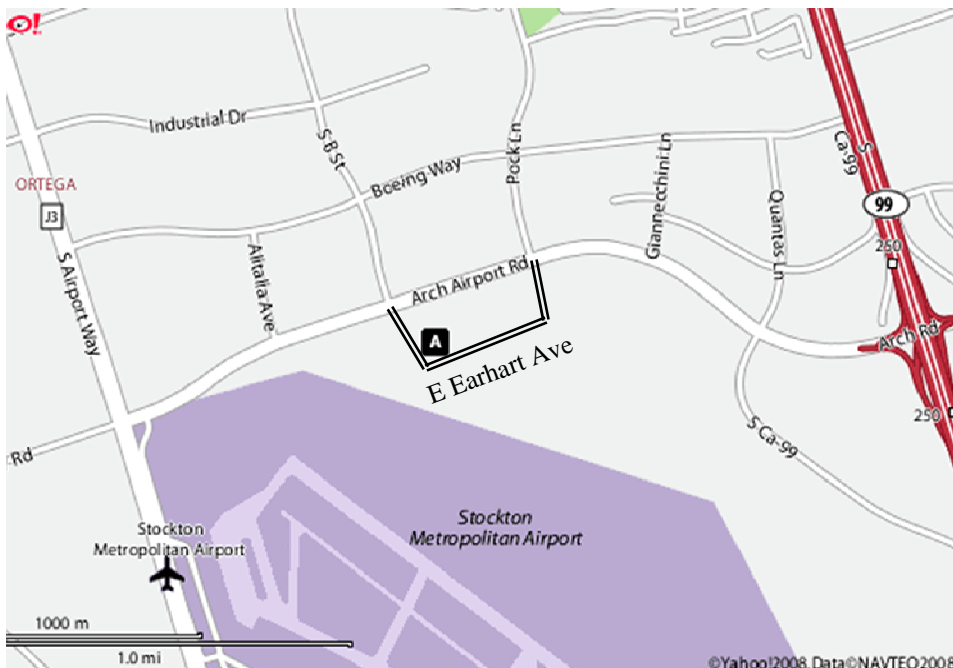 O!
Industrial Dr
S B St
Pock Ln
Boeing Way
Giannecchini Ln
S
Ca-99
99
ORTEGA
J3
S Airport Way
Alitalia Ave
Quantas Ln
250
Arch Airport Rd
A
E Earhart Ave
Arch Rd
250
S Ca-99
Rd
Stockton
Metropolitan Airport
Stockton
Metropolitan Airport
1000 m
1.0 mi
©Yahoo!2008, Data©NAVTEQ2008